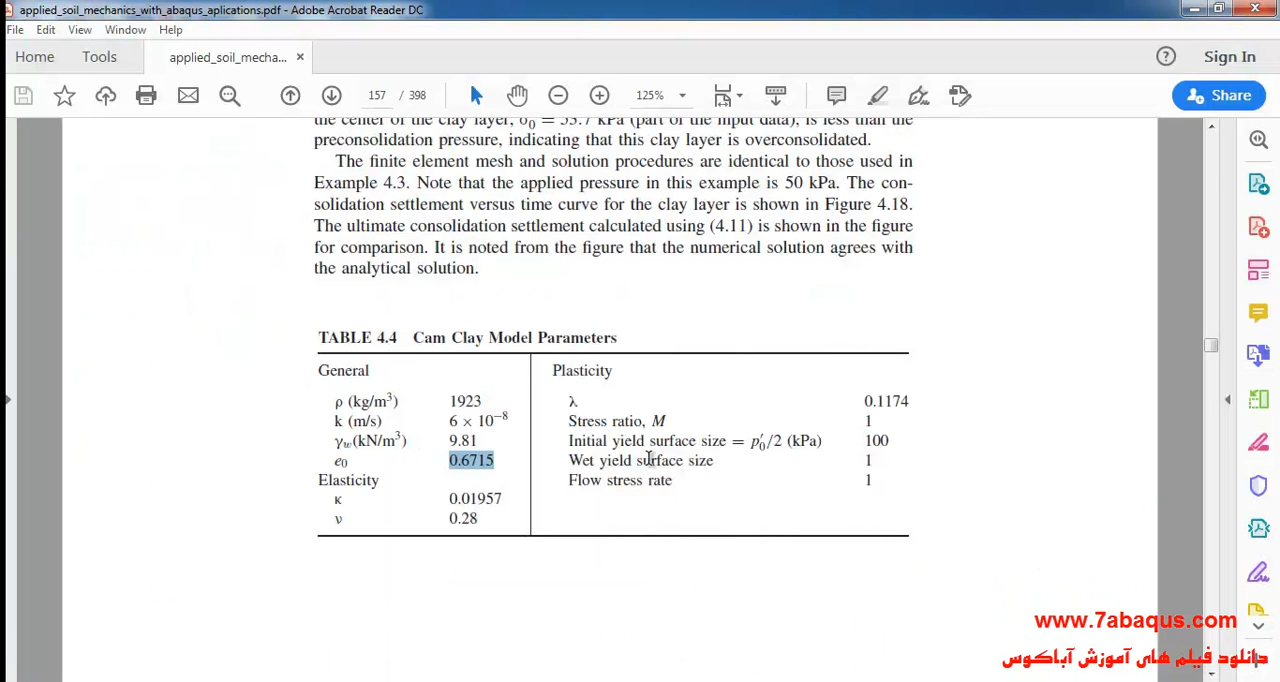 applied_soil_mechanics_with_abaqus_aplications.pdf - Adobe Acrobat Reader DC
File Edit View Window Help
Home Tools applied_soil_mecha... × ? Sign In
157 / 398 125% Share
the center of the clay layer, σ0 = 55.7 kPa (part of the input data), is less than the
preconsolidation pressure, indicating that this clay layer is overconsolidated.
The finite element mesh and solution procedures are identical to those used in
Example 4.3. Note that the applied pressure in this example is 50 kPa. The con-
solidation settlement versus time curve for the clay layer is shown in Figure 4.18.
The ultimate consolidation settlement calculated using (4.11) is shown in the figure
for comparison. It is noted from the figure that the numerical solution agrees with
the analytical solution.
TABLE 4.4 Cam Clay Model Parameters
General Plasticity
ρ (kg/m³) 1923 λ 0.1174
k (m/s) 6 × 10⁻⁸ Stress ratio, M 1
γw(kN/m³) 9.81 Initial yield surface size = p′0/2 (kPa) 100
e0 0.6715 Wet yield surface size 1
Elasticity Flow stress rate 1
κ 0.01957
ν 0.28
www.7abaqus.com
دانلود فیلم های آموزش آباکوس